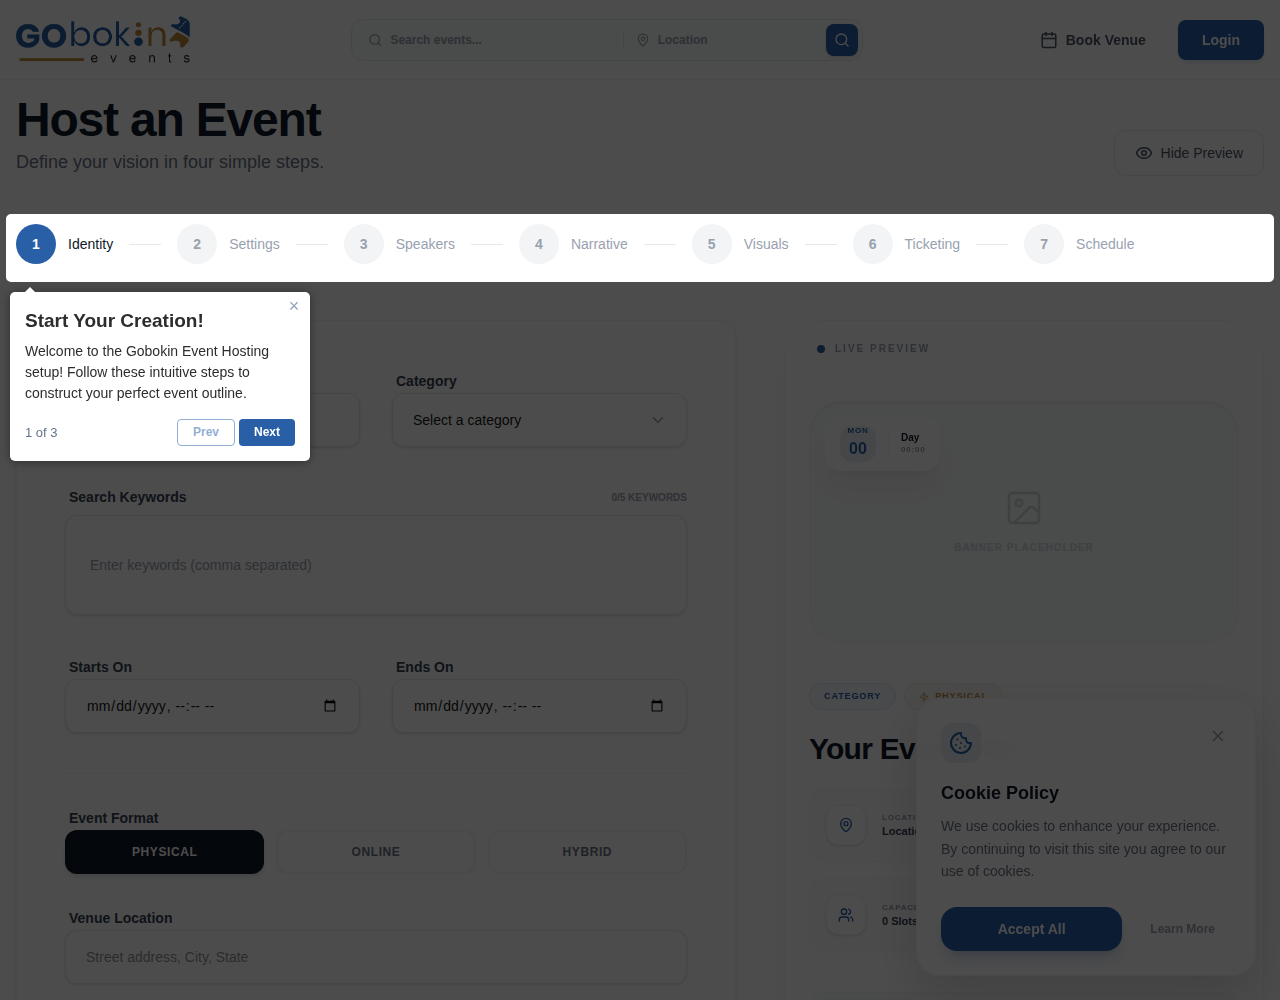 GObokin
events
Search events...
Location
Book Venue
Login
Host an Event
Define your vision in four simple steps.
Hide Preview
1 Identity
2 Settings
3 Speakers
4 Narrative
5 Visuals
6 Ticketing
7 Schedule
Start Your Creation!
×
Welcome to the Gobokin Event Hosting
setup! Follow these intuitive steps to
construct your perfect event outline.
1 of 3
Prev
Next
Category
Select a category
Search Keywords
0/5 KEYWORDS
Enter keywords (comma separated)
Starts On
Ends On
mm/dd/yyyy, --:-- --
mm/dd/yyyy, --:-- --
Event Format
PHYSICAL
ONLINE
HYBRID
Venue Location
Street address, City, State
LIVE PREVIEW
MON
00
Day
00:00
BANNER PLACEHOLDER
CATEGORY
PHYSICAL
Your Ev
0 Slots
Cookie Policy
We use cookies to enhance your experience.
By continuing to visit this site you agree to our
use of cookies.
Accept All
Learn More